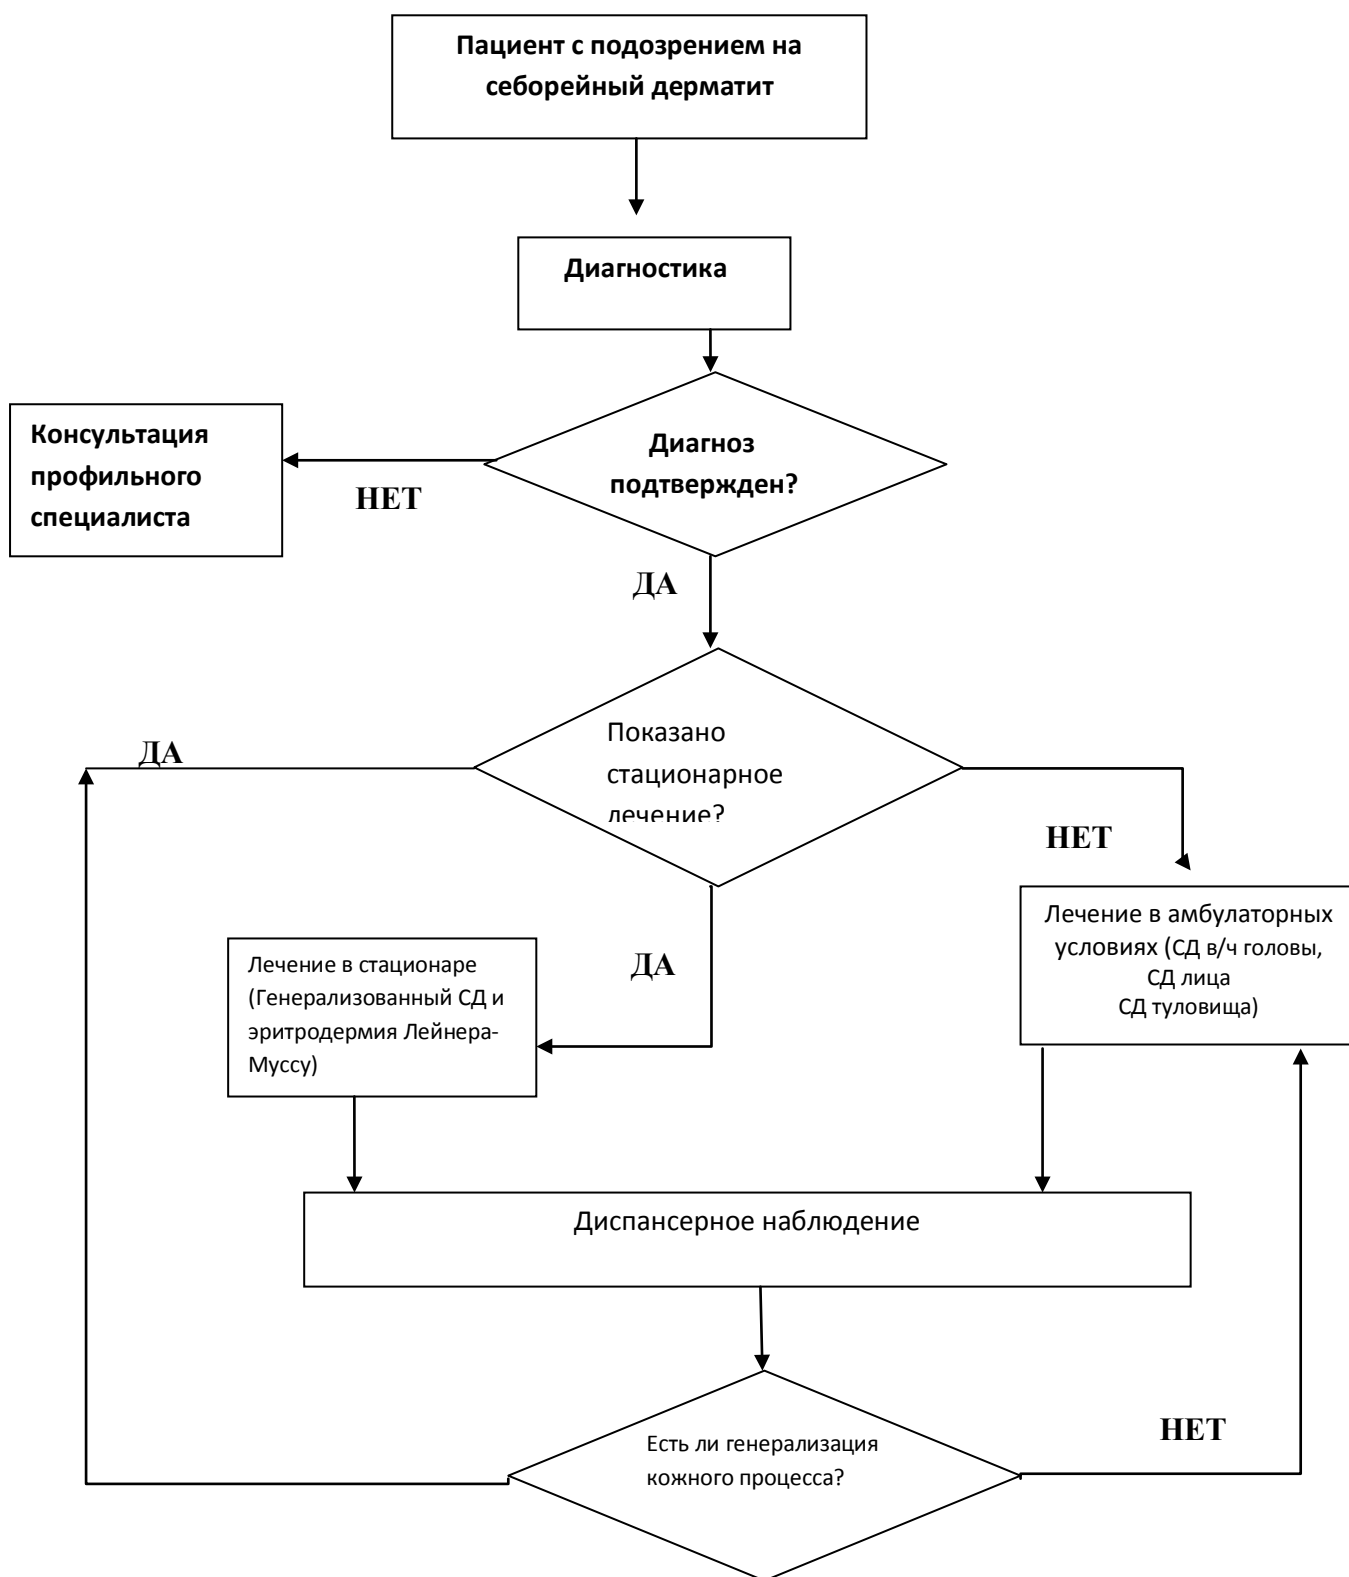 Пациент с подозрением на
себорейный дерматит
Диагностика
Диагноз
подтвержден?
Консультация
профильного
специалиста
НЕТ
ДА
Показано
стационарное
лечение?
ДА
НЕТ
Лечение в амбулаторных
условиях (СД в/ч головы,
СД лица
СД туловища)
ДА
Лечение в стационаре
(Генерализованный СД и
эритродермия Лейнера-
Муссу)
Диспансерное наблюдение
Есть ли генерализация
кожного процесса?
НЕТ